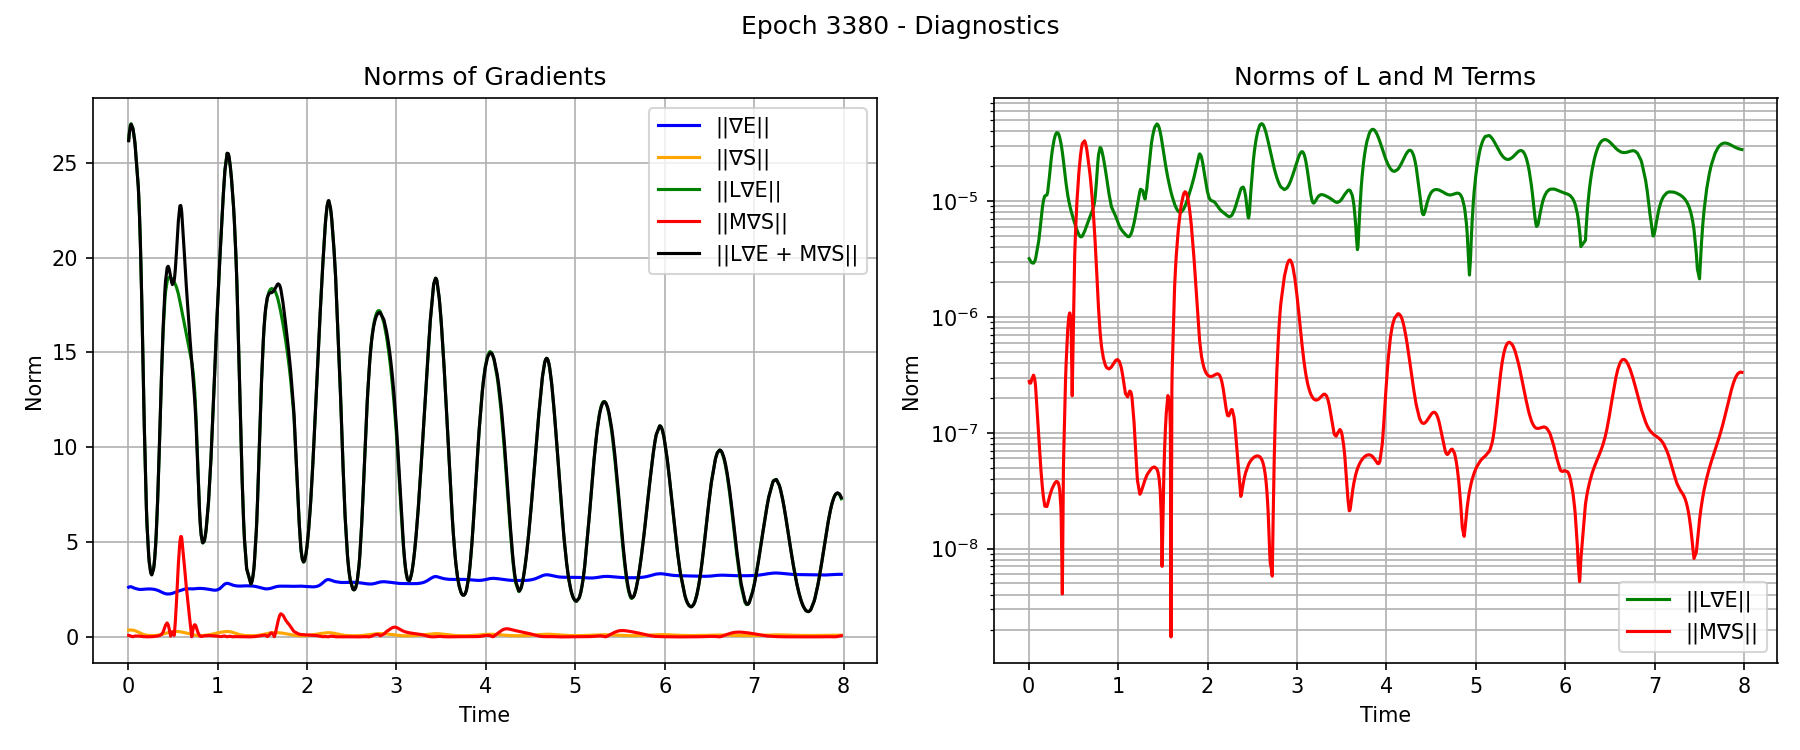 Epoch 3380 - Diagnostics
Norms of Gradients
Norm
25
20
15
10
5
0
||∇E||
||∇S||
||L∇E||
||M∇S||
||L∇E + M∇S||
0 1 2 3 4 5 6 7 8
Time
Norms of L and M Terms
Norm
10⁻⁵
10⁻⁶
10⁻⁷
10⁻⁸
||L∇E||
||M∇S||
0 1 2 3 4 5 6 7 8
Time